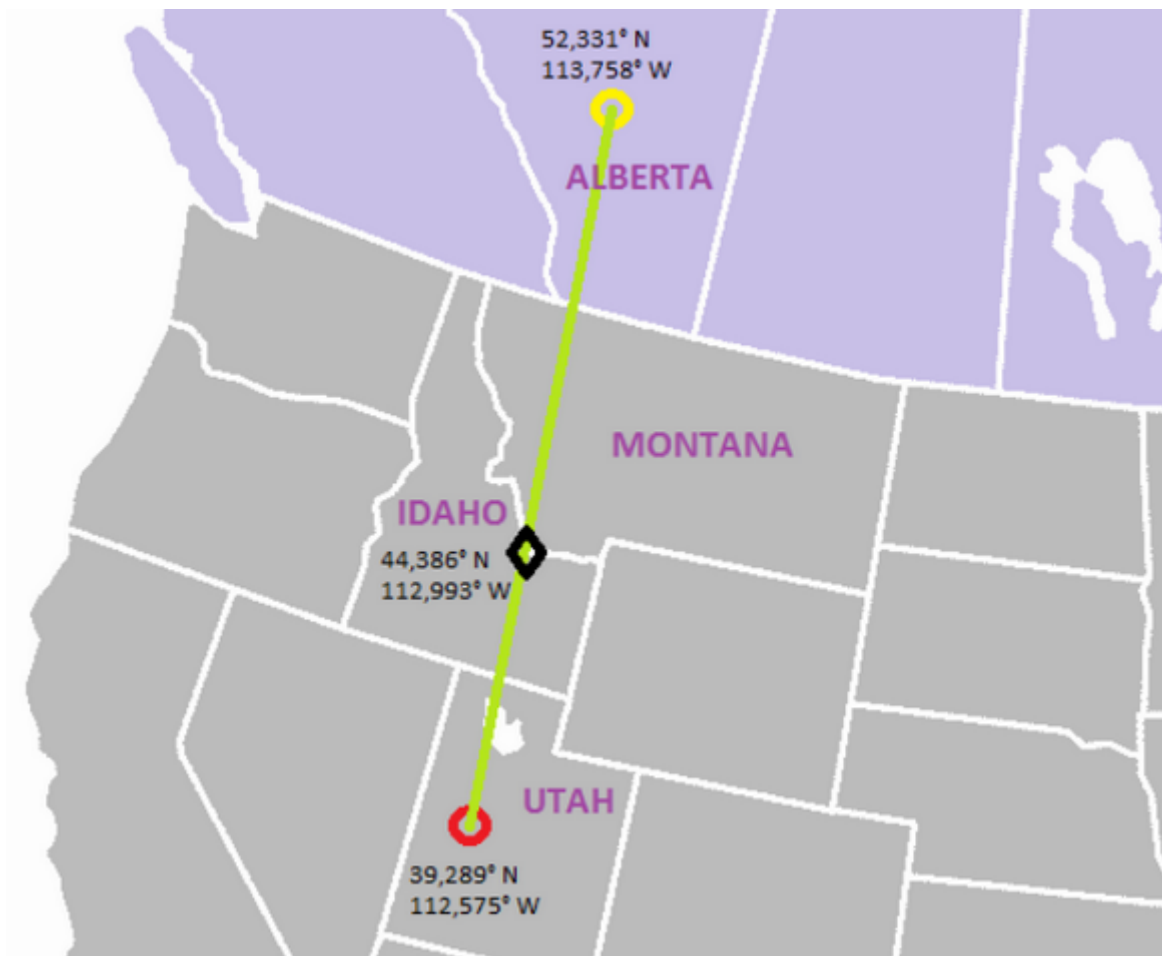 52,331° N
113,758° W
ALBERTA
MONTANA
IDAHO
44,386° N
112,993° W
UTAH
39,289° N
112,575° W